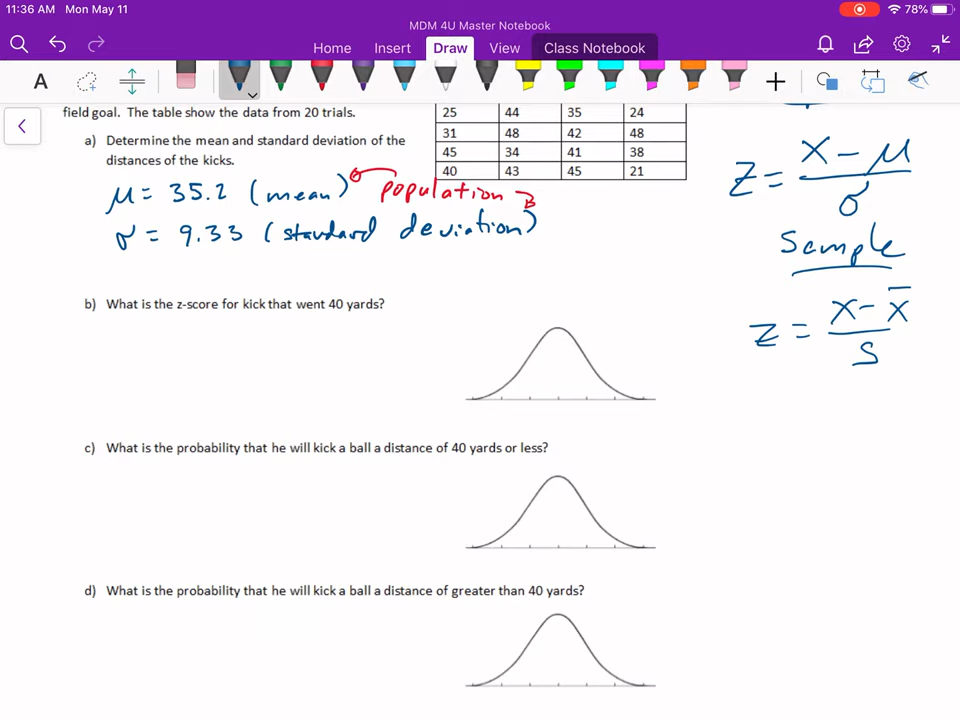 11:36 AM Mon May 11
78%
MDM 4U Master Notebook
Home Insert Draw View Class Notebook
A
field goal. The table show the data from 20 trials.
25 44 35 24
31 48 42 48
45 34 41 38
40 43 45 21
a) Determine the mean and standard deviation of the
distances of the kicks.
μ = 35.2 (mean) population
σ = 9.33 (standard deviation)
z = x - μ
σ
Sample
z = x - x̄
s
b) What is the z-score for kick that went 40 yards?
c) What is the probability that he will kick a ball a distance of 40 yards or less?
d) What is the probability that he will kick a ball a distance of greater than 40 yards?